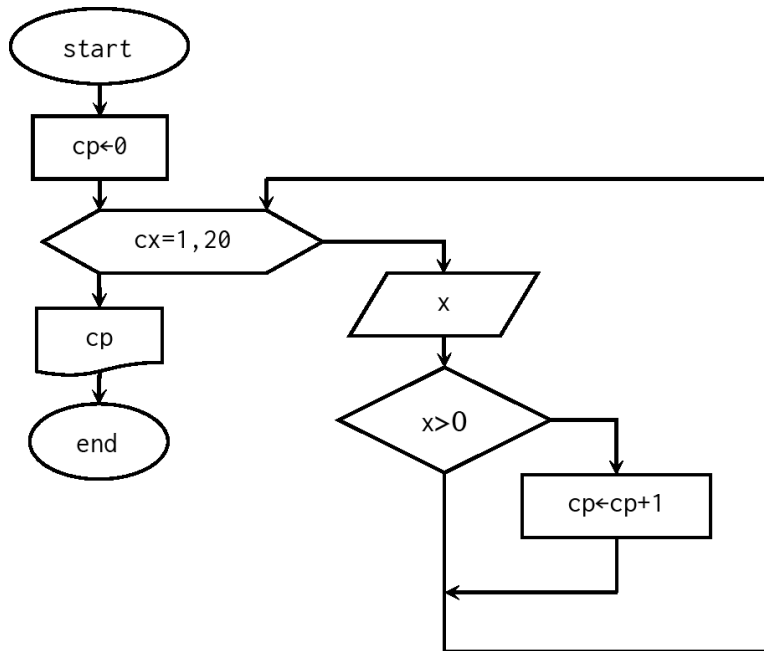 start
cp←0
cx=1,20
x
cp
x>0
end
cp←cp+1